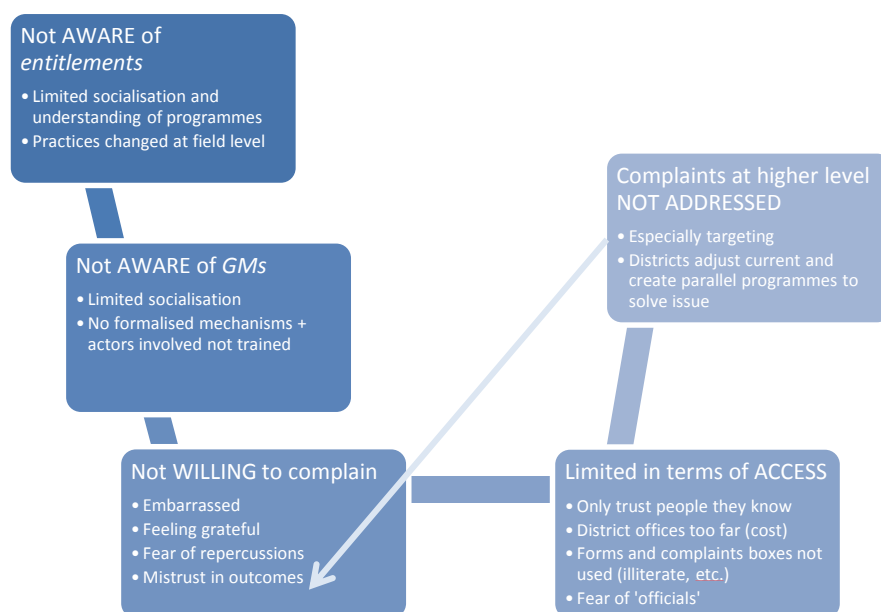 Not AWARE of
entitlements
• Limited socialisation and
understanding of programmes
• Practices changed at field level
Not AWARE of GMs
• Limited socialisation
• No formalised mechanisms +
actors involved not trained
Not WILLING to complain
• Embarrassed
• Feeling grateful
• Fear of repercussions
• Mistrust in outcomes
Limited in terms of ACCESS
• Only trust people they know
• District offices too far (cost)
• Forms and complaints boxes not
used (illiterate, etc.)
• Fear of 'officials'
Complaints at higher level
NOT ADDRESSED
• Especially targeting
• Districts adjust current and
create parallel programmes to
solve issue